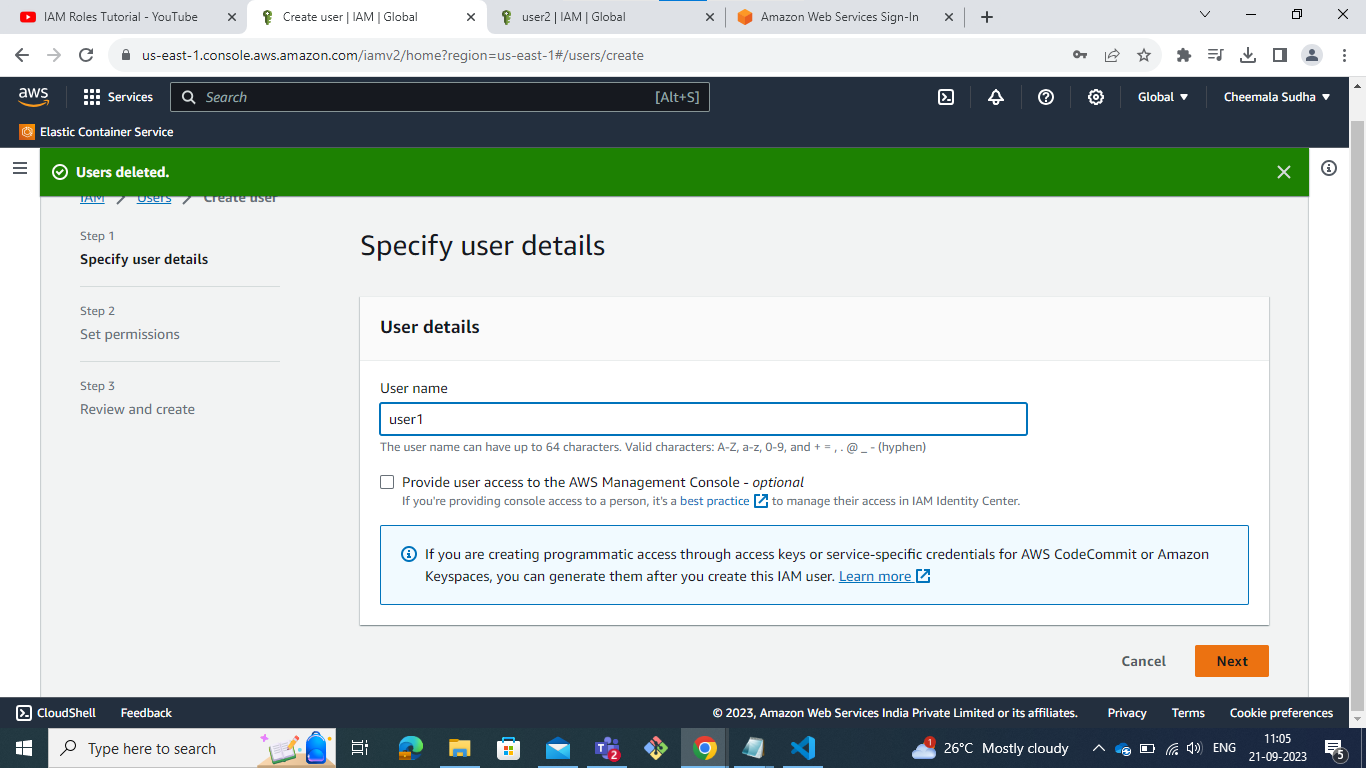 IAM Roles Tutorial - YouTube
Create user | IAM | Global
user2 | IAM | Global
Amazon Web Services Sign-In
us-east-1.console.aws.amazon.com/iamv2/home?region=us-east-1#/users/create
aws
Services
Search
[Alt+S]
Global
Cheemala Sudha
Elastic Container Service
Users deleted.
IAM
Users
Create user
Step 1
Specify user details
Step 2
Set permissions
Step 3
Review and create
Specify user details
User details
User name
user1
The user name can have up to 64 characters. Valid characters: A-Z, a-z, 0-9, and + = , . @ _ - (hyphen)
Provide user access to the AWS Management Console - optional
If you're providing console access to a person, it's a best practice to manage their access in IAM Identity Center.
If you are creating programmatic access through access keys or service-specific credentials for AWS CodeCommit or Amazon
Keyspaces, you can generate them after you create this IAM user. Learn more
Cancel
Next
CloudShell
Feedback
© 2023, Amazon Web Services India Private Limited or its affiliates.
Privacy
Terms
Cookie preferences
Type here to search
2
1
26°C Mostly cloudy
ENG
11:05
21-09-2023
5